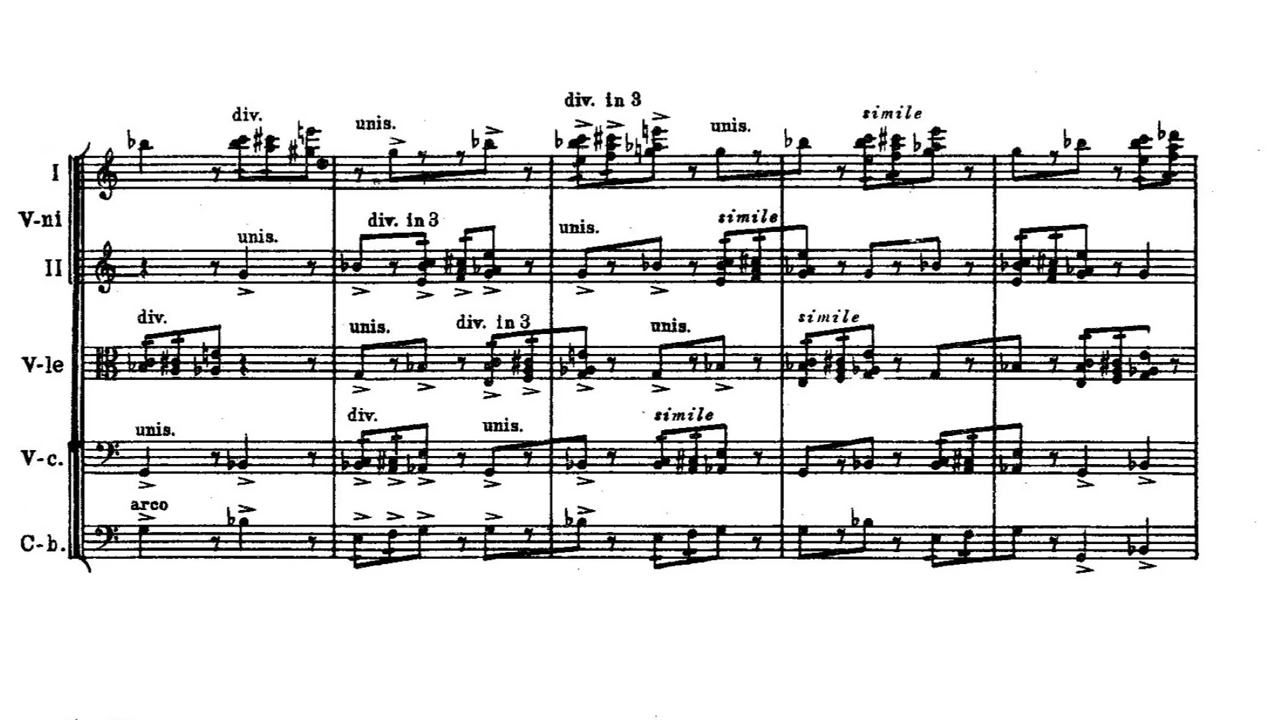 div. in 3
div. unis. unis. simile
I
V-ni
div. in 3 unis. simile
unis.
II
div. unis. div. in 3 unis. simile
V-le
unis. div. unis. simile
V-c.
arco
C-b.